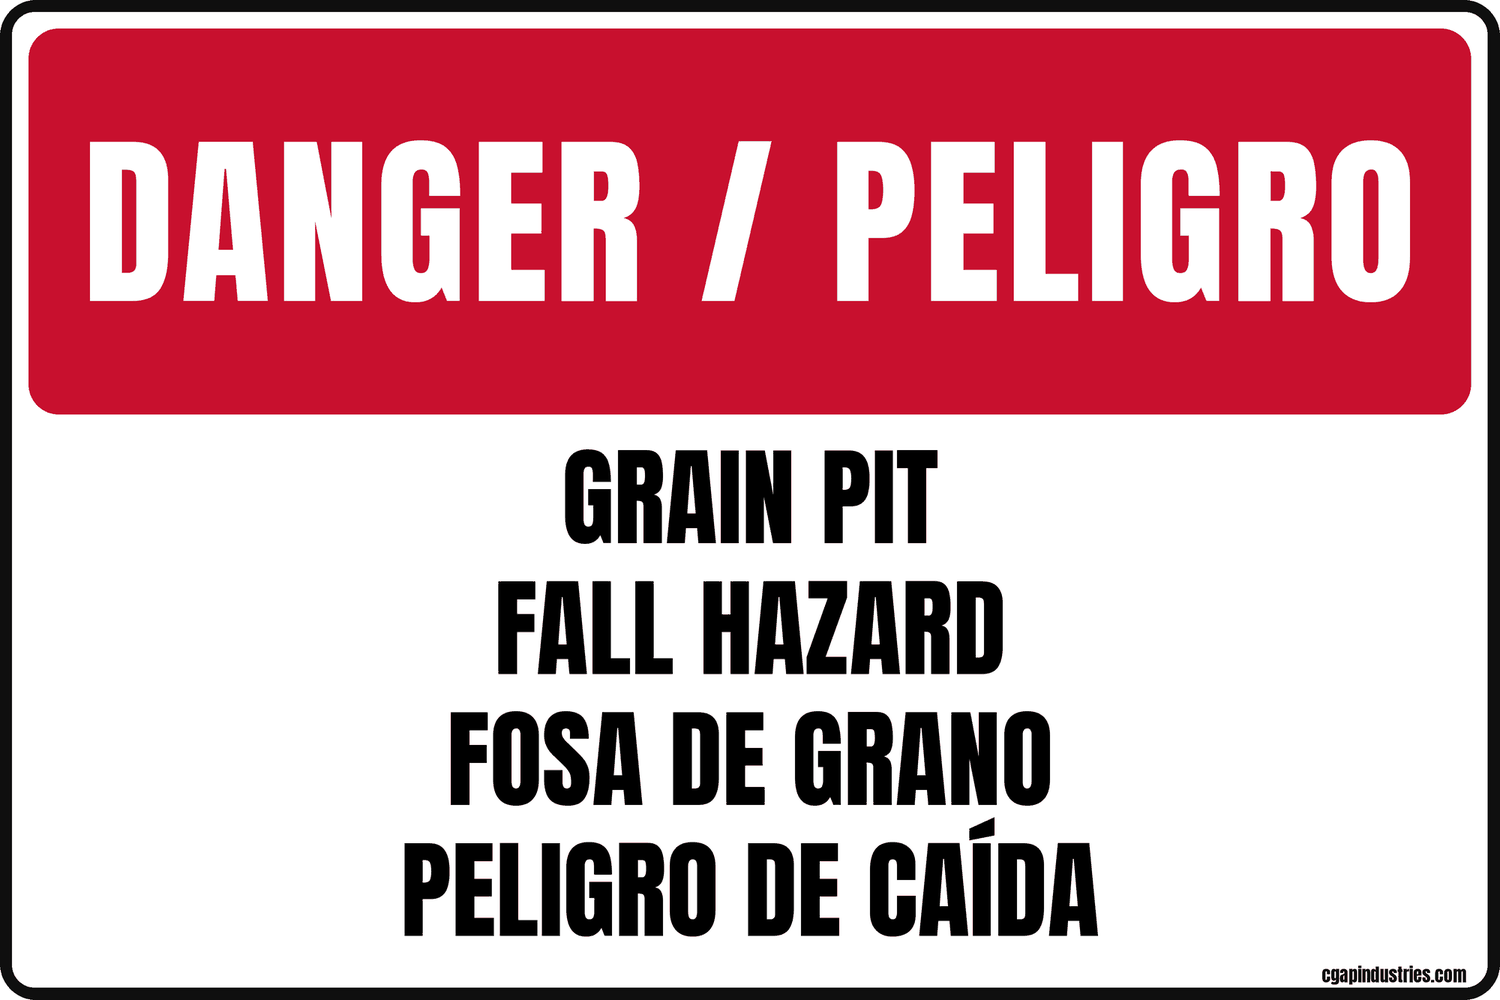 DANGER / PELIGRO
GRAIN PIT
FALL HAZARD
FOSA DE GRANO
PELIGRO DE CAÍDA
cgapindustries.com